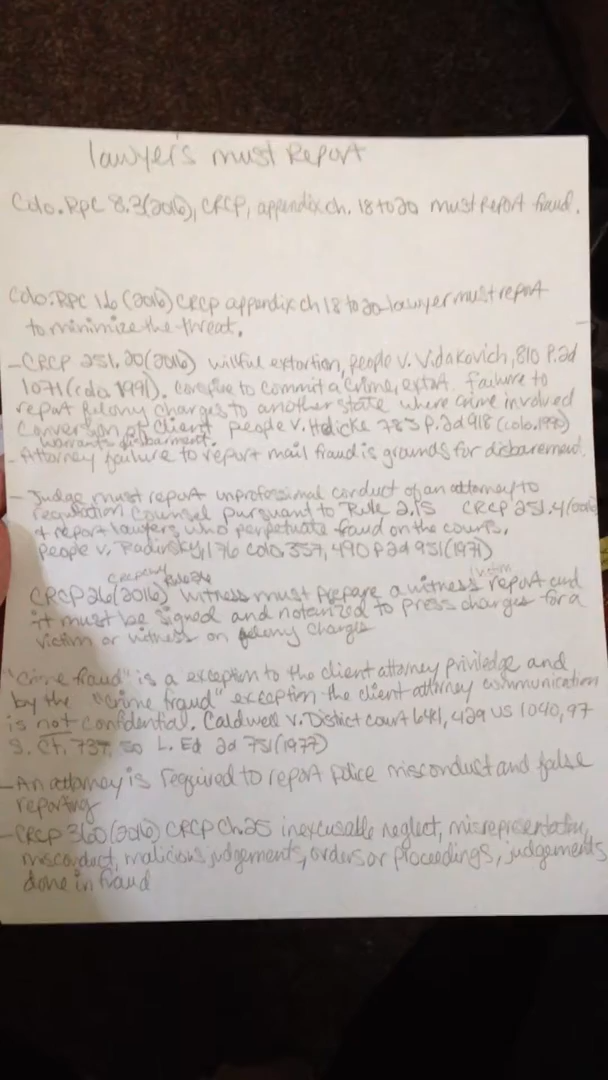 lawyer's must Report
Colo. RPC 8.3(2016), CRCP, appendix ch. 18 to 20 must report fraud.
Colo. RPC 1.6 (2016) CRCP appendix ch 18 to 20 lawyer must report
to minimize the threat.
- CRCP 251.20(2016) willful extortion, people v. Vidakovich, 810 P.2d
1071 (colo. 1991). conspire to commit a crime, extort. failure to
report felony charges to another state where crime involved
conversion of client people v. Hedicke 785 P.2d 918 (colo. 1990)
warrants disbarment.
- Attorney failure to report mail fraud is grounds for disbarement.
- Judge must report unprofessional conduct of an attorney to
regulation counsel pursuant to Rule 2.15 CRCP 251.4 (2016)
& report lawyers who perpetuate fraud on the courts.
people v. Radinsky, 176 colo. 357, 490 P.2d 951 (1971)
Rule 26 victim
CRCP 26 (2016) witness must prepare a witness report and
it must be signed and notarized to press charges for a
victim or witness on felony charges
"Crime fraud" is a exception to the client attorney priviledge and
by the "crime fraud" exception the client attorney communication
is not confidential. Caldwell v. District court 641, 429 US 1040, 97
S. Ct. 737, 50 L. Ed 2d 751 (1977)
- An attorney is required to report police misconduct and false
reporting
- CRCP 360 (2016) CRCP Ch. 25 inexcusable neglect, misrepresentation,
misconduct, malicious judgements, orders or proceedings, judgements
done in fraud